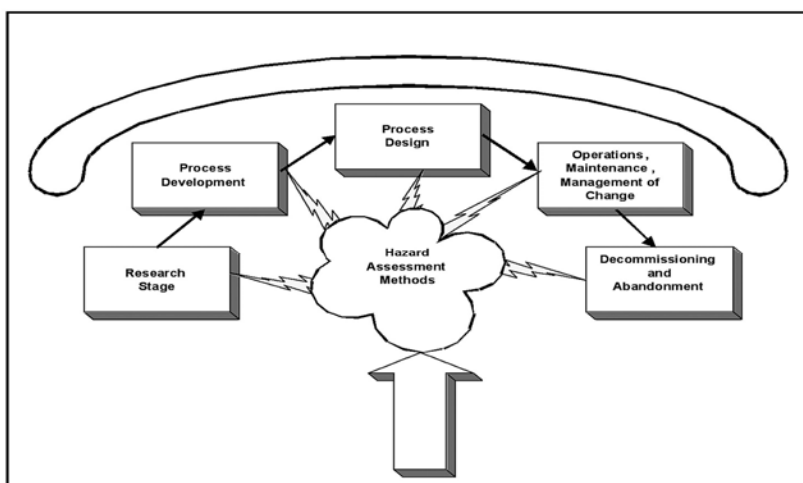 Process
Design
Process
Development
Operations ,
Maintenance ,
Management of
Change
Research
Stage
Hazard
Assessment
Methods
Decommissioning
and
Abandonment